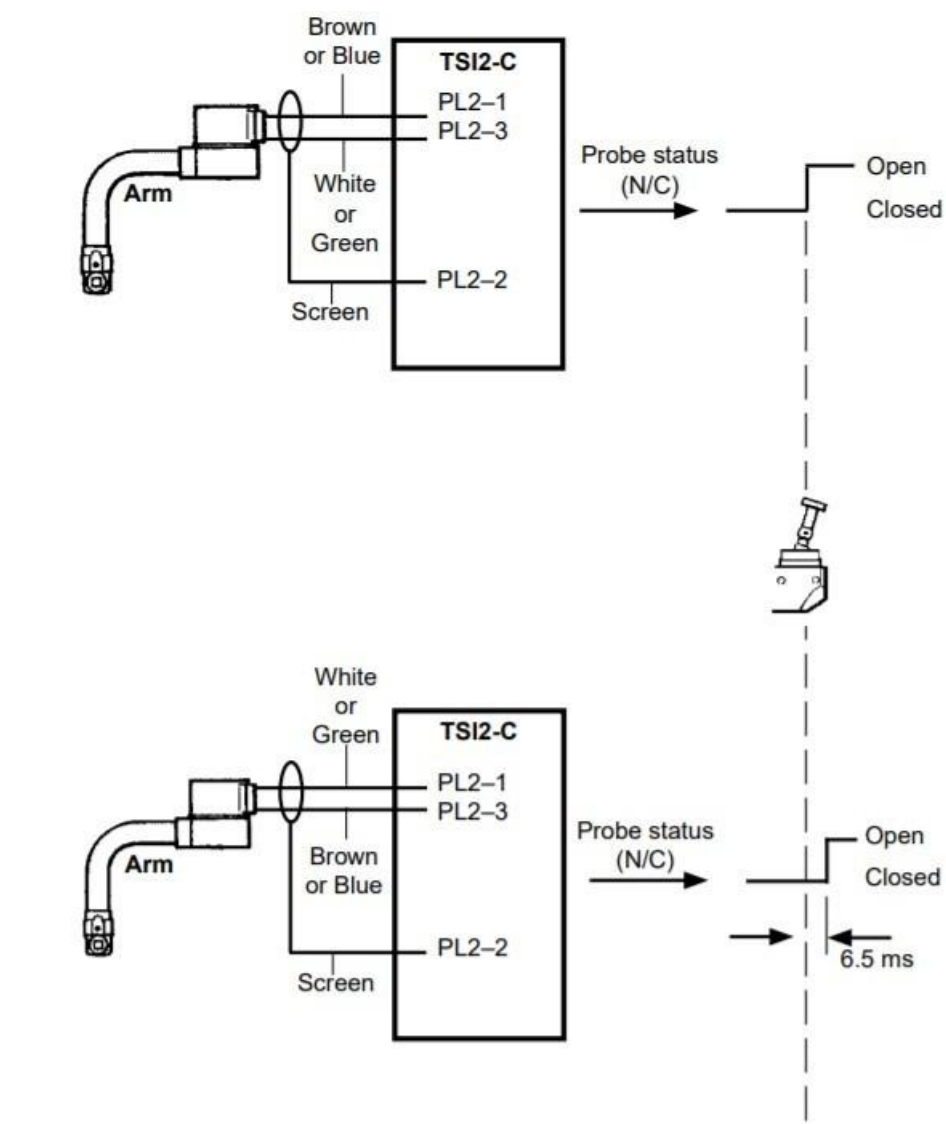 Brown
or Blue
TSI2-C
PL2–1
PL2–3
Arm
White
or
Green
PL2–2
Screen
Probe status
(N/C)
Open
Closed
White
or
Green
TSI2-C
PL2–1
PL2–3
Arm
Brown
or Blue
PL2–2
Screen
Probe status
(N/C)
Open
Closed
6.5 ms